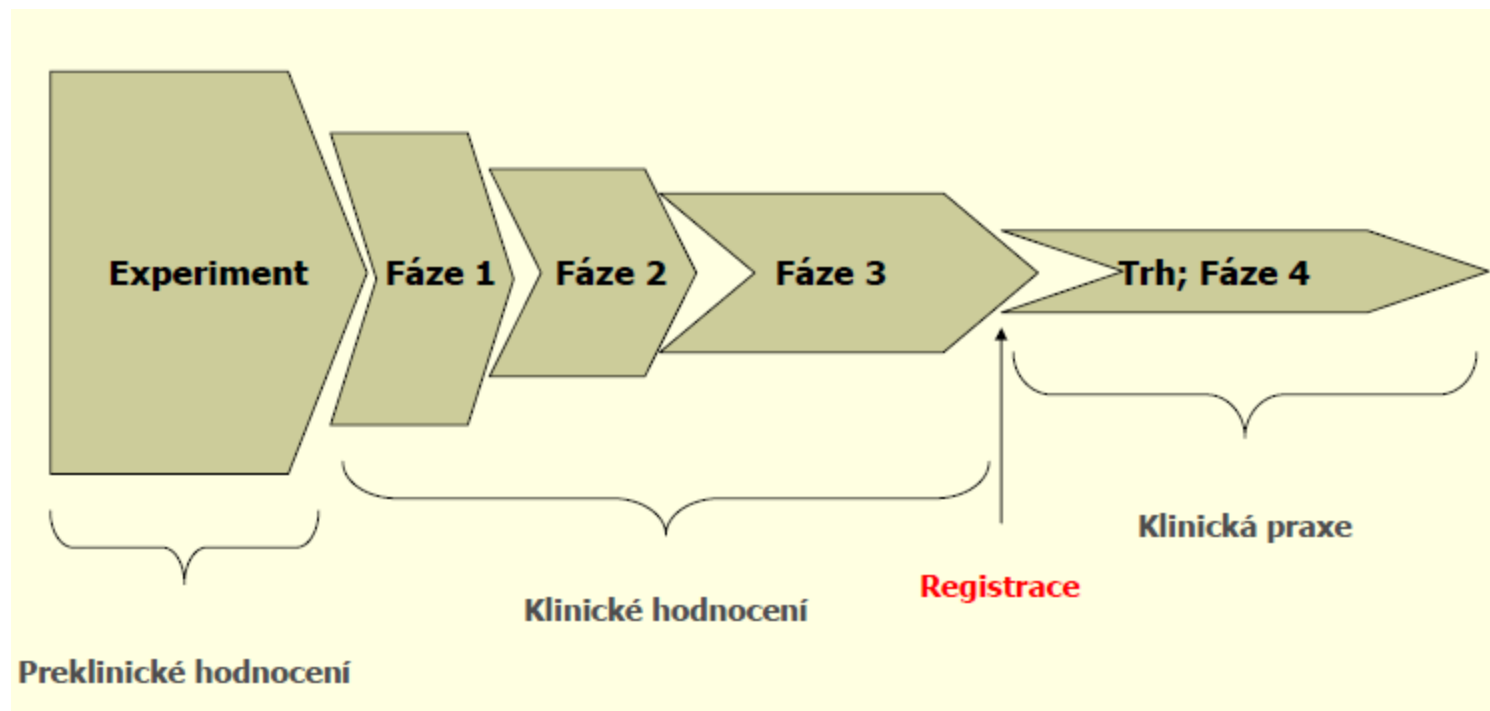 Experiment
Fáze 1
Fáze 2
Fáze 3
Trh; Fáze 4
Klinická praxe
Registrace
Klinické hodnocení
Preklinické hodnocení